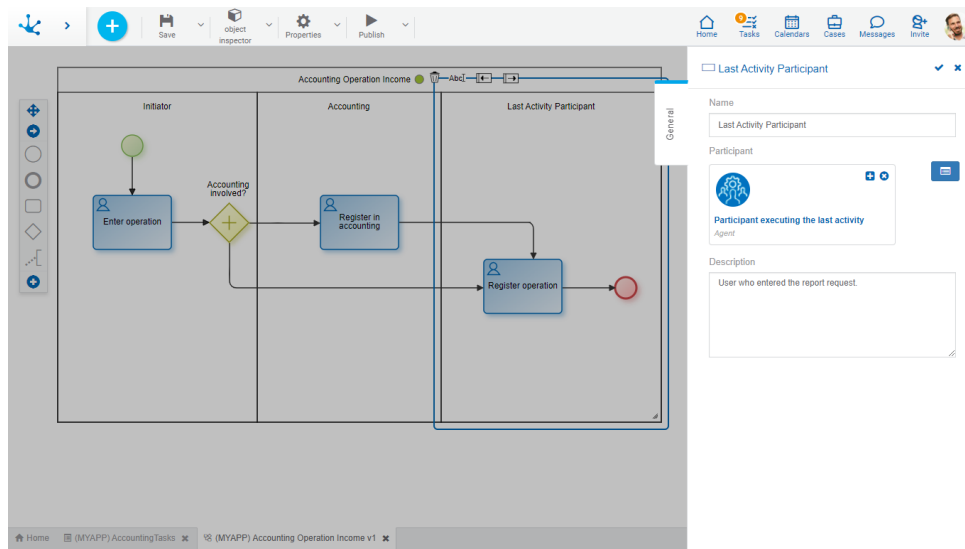 Save
object
inspector
Properties
Publish
Home
9
Tasks
Calendars
Cases
Messages
Invite
Accounting Operation Income
Abc
Initiator
Accounting
Last Activity Participant
Enter operation
Accounting
involved?
Register in
accounting
Register operation
General
Last Activity Participant
Name
Last Activity Participant
Participant
Participant executing the last activity
Agent
Description
User who entered the report request.
Home
(MYAPP) AccountingTasks
(MYAPP) Accounting Operation Income v1